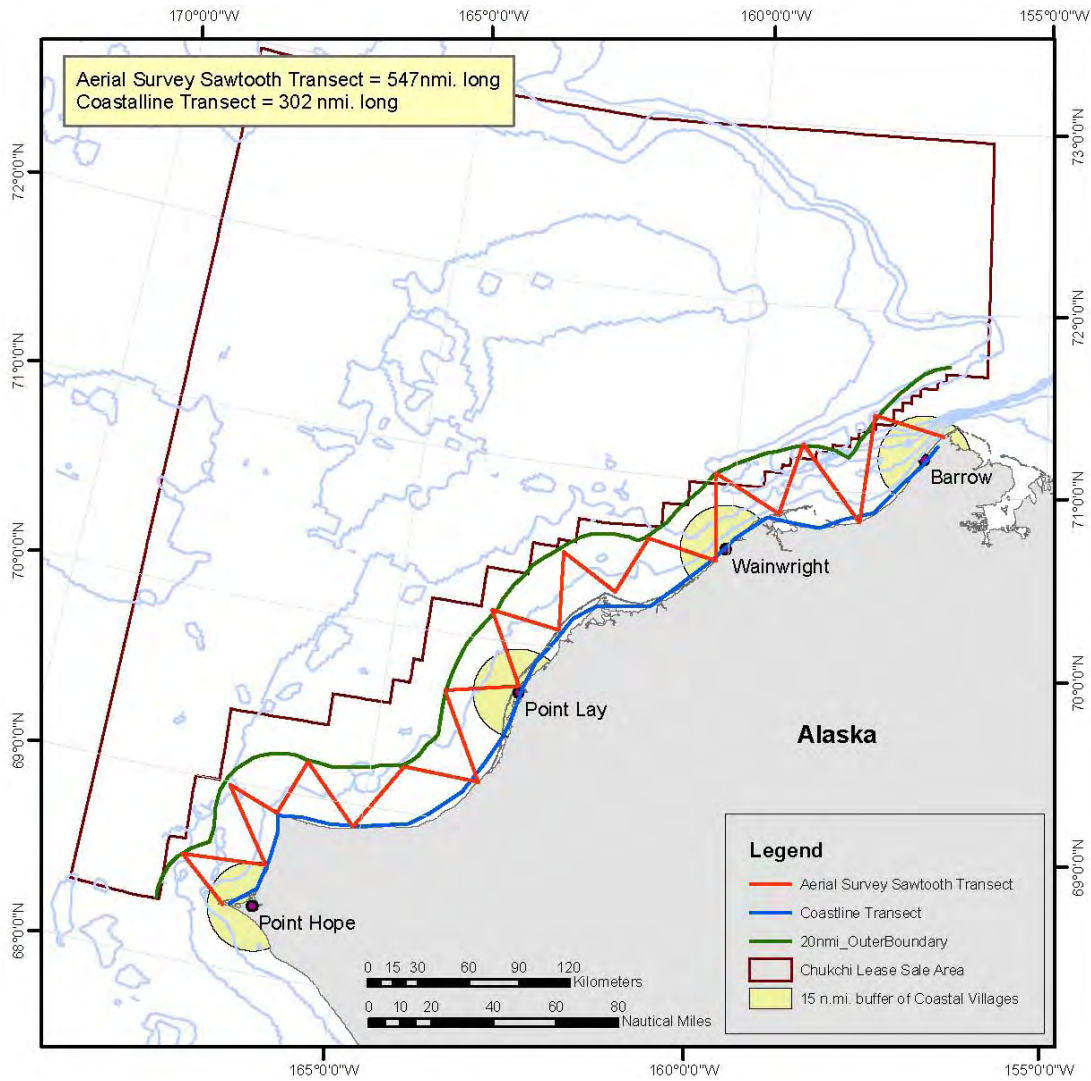 170°0'0"W 165°0'0"W 160°0'0"W 155°0'0"W
Aerial Survey Sawtooth Transect = 547nmi. long
Coastalline Transect = 302 nmi. long
73°0'0"N
72°0'0"N
72°0'0"N
71°0'0"N
71°0'0"N
Barrow
70°0'0"N
Wainwright
70°0'0"N
Point Lay
Alaska
69°0'0"N
69°0'0"N
Point Hope
68°0'0"N
Legend
Aerial Survey Sawtooth Transect
Coastline Transect
20nmi_OuterBoundary
Chukchi Lease Sale Area
15 n.mi. buffer of Coastal Villages
0 15 30 60 90 120
Kilometers
0 10 20 40 60 80
Nautical Miles
165°0'0"W 160°0'0"W 155°0'0"W